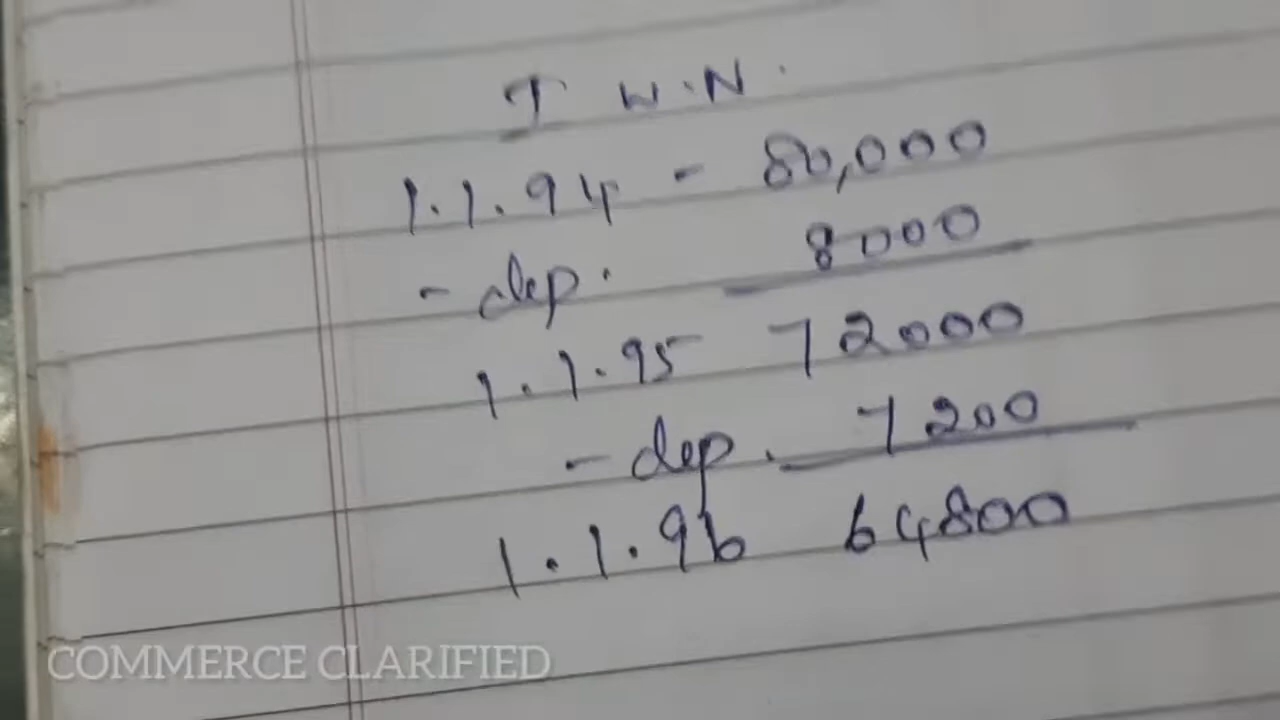 I W.N.
1.1.94 - 80,000
- dep. 8000
1.1.95 72000
- dep. 7200
1.1.96 64800
COMMERCE CLARIFIED